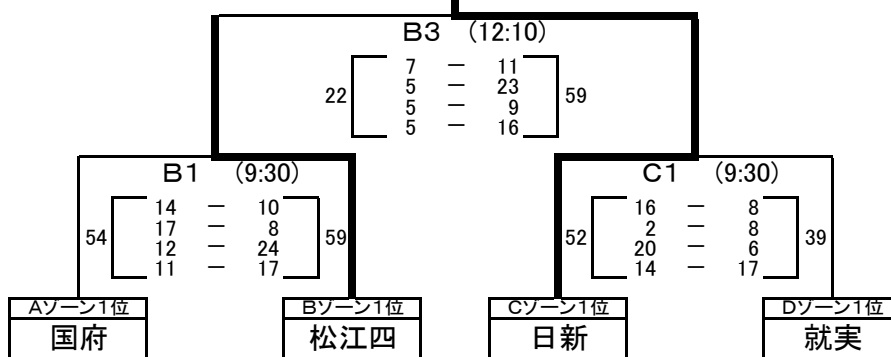 B3 (12:10)
22
7 － 11
5 － 23
5 － 9
5 － 16
59
B1 (9:30)
54
14 － 10
17 － 8
12 － 24
11 － 17
59
C1 (9:30)
52
16 － 8
2 － 8
20 － 6
14 － 17
39
Aゾーン1位
国府
Bゾーン1位
松江四
Cゾーン1位
日新
Dゾーン1位
就実